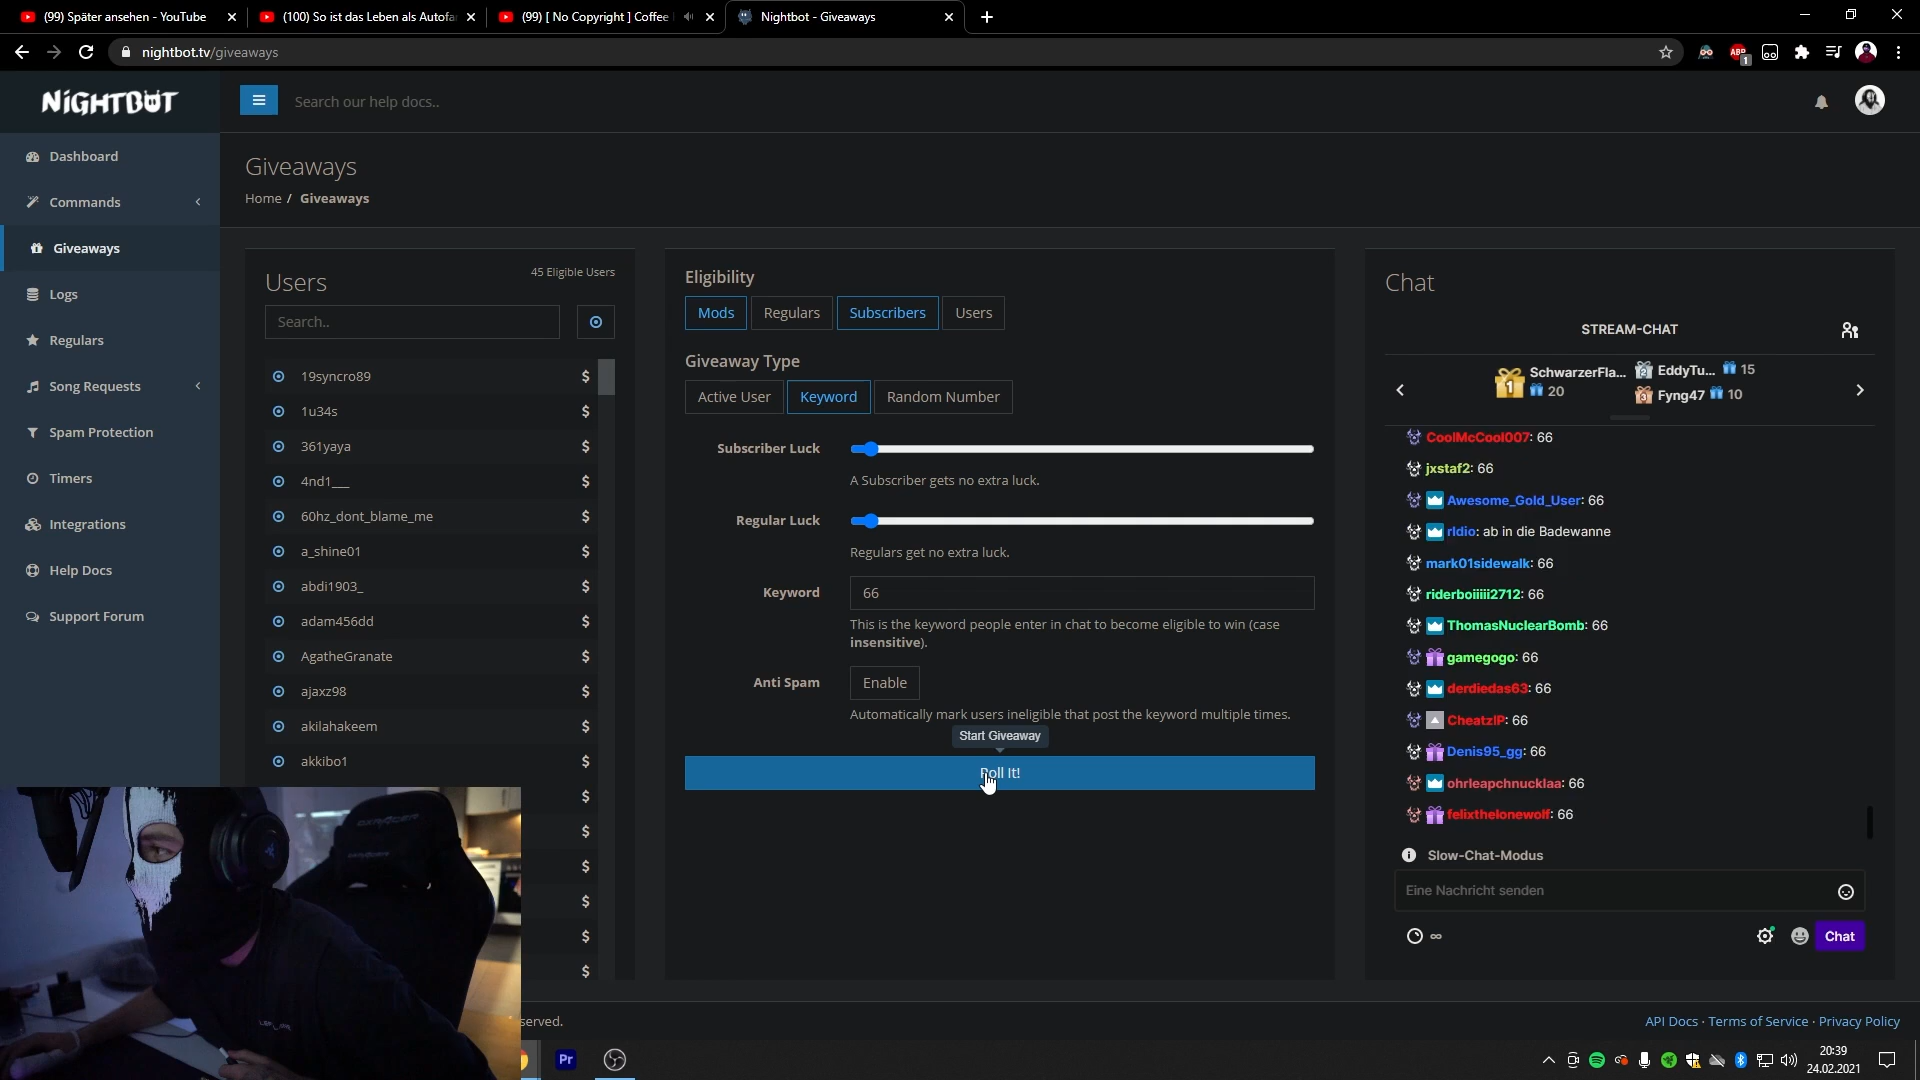 (99) Später ansehen - YouTube
(100) So ist das Leben als Autofa
(99) [ No Copyright ] Coffee
Nightbot - Giveaways
nightbot.tv/giveaways
ABP
1
NIGHTBOT
Search our help docs..
Dashboard
Commands
Giveaways
Logs
Regulars
Song Requests
Spam Protection
Timers
Integrations
Help Docs
Support Forum
Giveaways
Home / Giveaways
Users
45 Eligible Users
Search..
19syncro89 $
1u34s $
361yaya $
4nd1___ $
60hz_dont_blame_me $
a_shine01 $
abdi1903_ $
adam456dd $
AgatheGranate $
ajaxz98 $
akilahakeem $
akkibo1 $
$
$
$
$
$
$
Eligibility
Mods Regulars Subscribers Users
Giveaway Type
Active User Keyword Random Number
Subscriber Luck
A Subscriber gets no extra luck.
Regular Luck
Regulars get no extra luck.
Keyword 66
This is the keyword people enter in chat to become eligible to win (case
insensitive).
Anti Spam Enable
Automatically mark users ineligible that post the keyword multiple times.
Start Giveaway
Roll It!
Chat
STREAM-CHAT
1 SchwarzerFla... 20
2 EddyTu... 15
3 Fyng47 10
CoolMcCool007: 66
jxstaf2: 66
Awesome_Gold_User: 66
rldio: ab in die Badewanne
mark01sidewalk: 66
riderboiiiii2712: 66
ThomasNuclearBomb: 66
gamegogo: 66
derdiedas63: 66
CheatzIP: 66
Denis95_gg: 66
ohrleapchnucklaa: 66
felixthelonewolf: 66
Slow-Chat-Modus
Eine Nachricht senden
∞
Chat
served.
API Docs · Terms of Service · Privacy Policy
Pr
20:39
24.02.2021